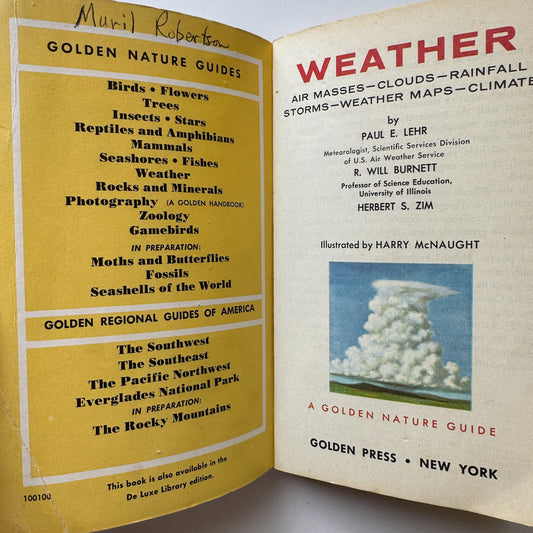 Muril Robertson
GOLDEN NATURE GUIDES
Birds • Flowers
Trees
Insects • Stars
Reptiles and Amphibians
Mammals
Seashores • Fishes
Weather
Rocks and Minerals
Photography (A GOLDEN HANDBOOK)
Zoology
Gamebirds
IN PREPARATION:
Moths and Butterflies
Fossils
Seashells of the World
GOLDEN REGIONAL GUIDES OF AMERICA
The Southwest
The Southeast
The Pacific Northwest
Everglades National Park
IN PREPARATION:
The Rocky Mountains
This book is also available in the
De Luxe Library edition.
100100
WEATHER
AIR MASSES—CLOUDS—RAINFALL
STORMS—WEATHER MAPS—CLIMATE
by
PAUL E. LEHR
Meteorologist, Scientific Services Division
of U.S. Air Weather Service
R. WILL BURNETT
Professor of Science Education,
University of Illinois
HERBERT S. ZIM
Illustrated by HARRY McNAUGHT
A GOLDEN NATURE GUIDE
GOLDEN PRESS • NEW YORK